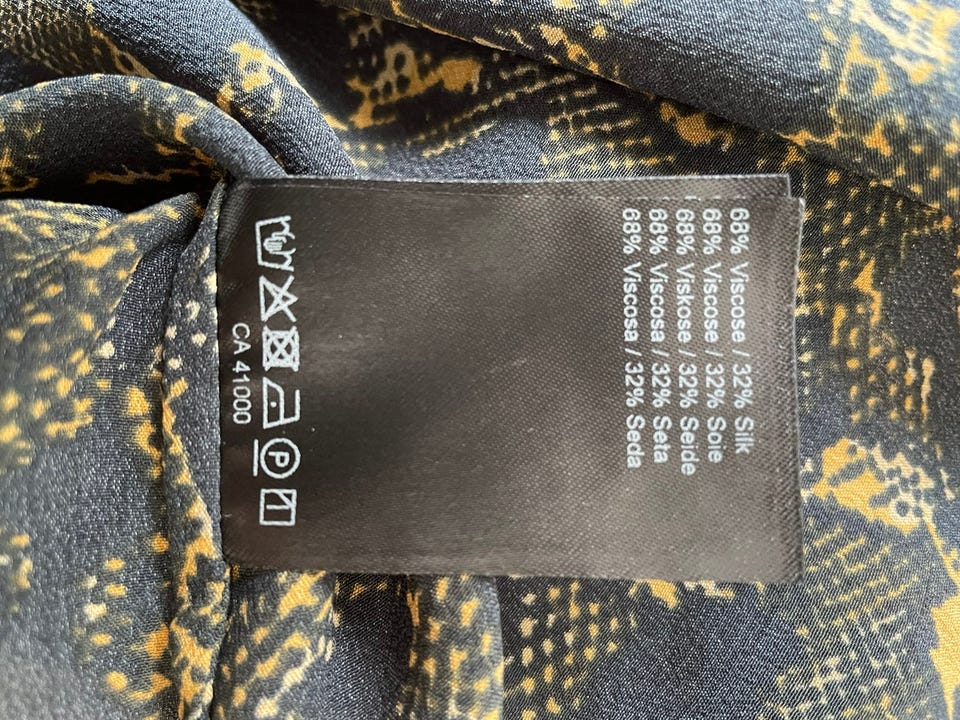 68% Viscose / 32% Silk
68% Viscose / 32% Soie
68% Viskose / 32% Seide
68% Viscosa / 32% Seta
68% Viscosa / 32% Seda
P
CA 41000